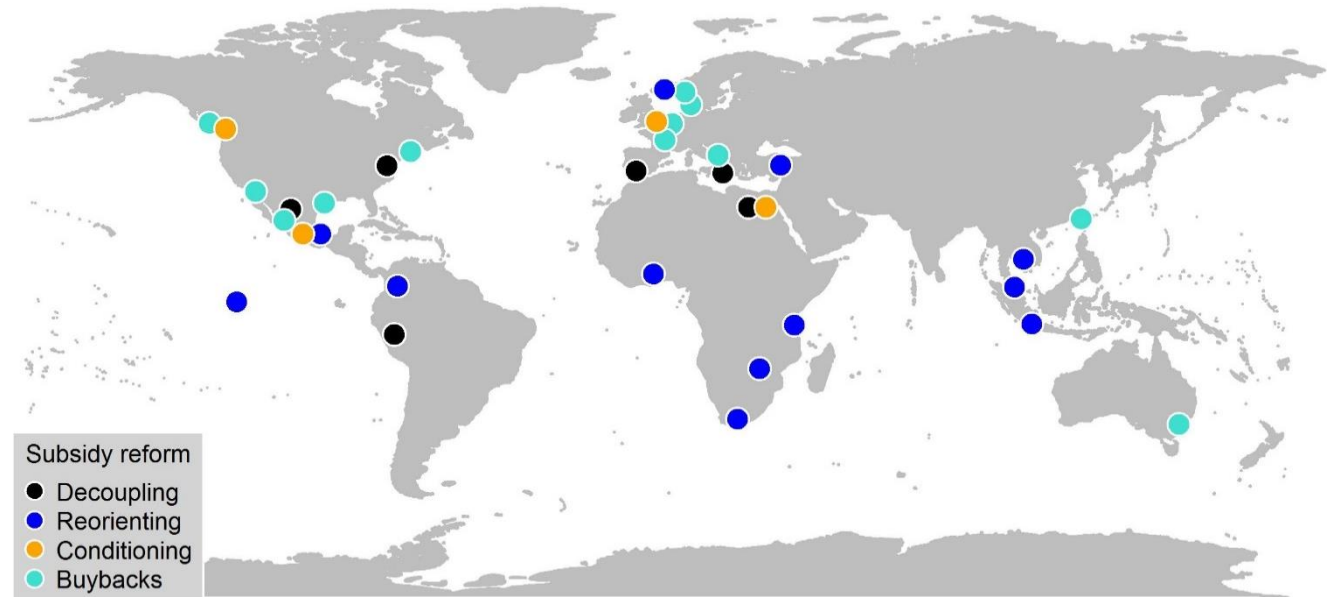 Subsidy reform
Decoupling
Reorienting
Conditioning
Buybacks